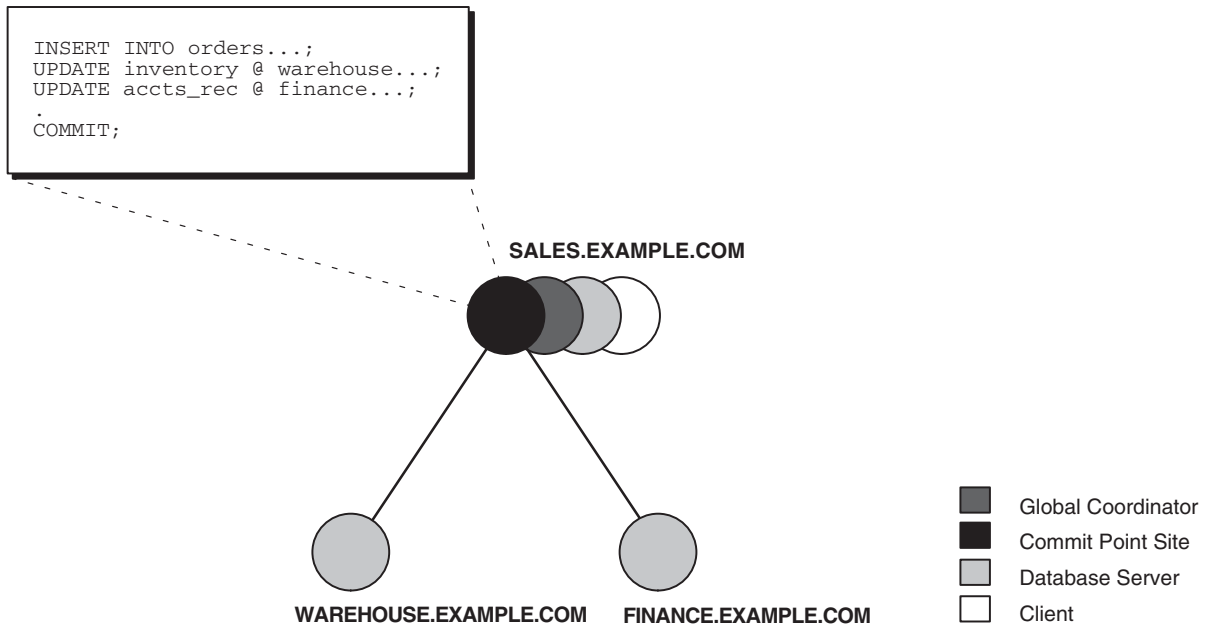 INSERT INTO orders...;
UPDATE inventory @ warehouse...;
UPDATE accts_rec @ finance...;
.
COMMIT;
SALES.EXAMPLE.COM
WAREHOUSE.EXAMPLE.COM
FINANCE.EXAMPLE.COM
Global Coordinator
Commit Point Site
Database Server
Client